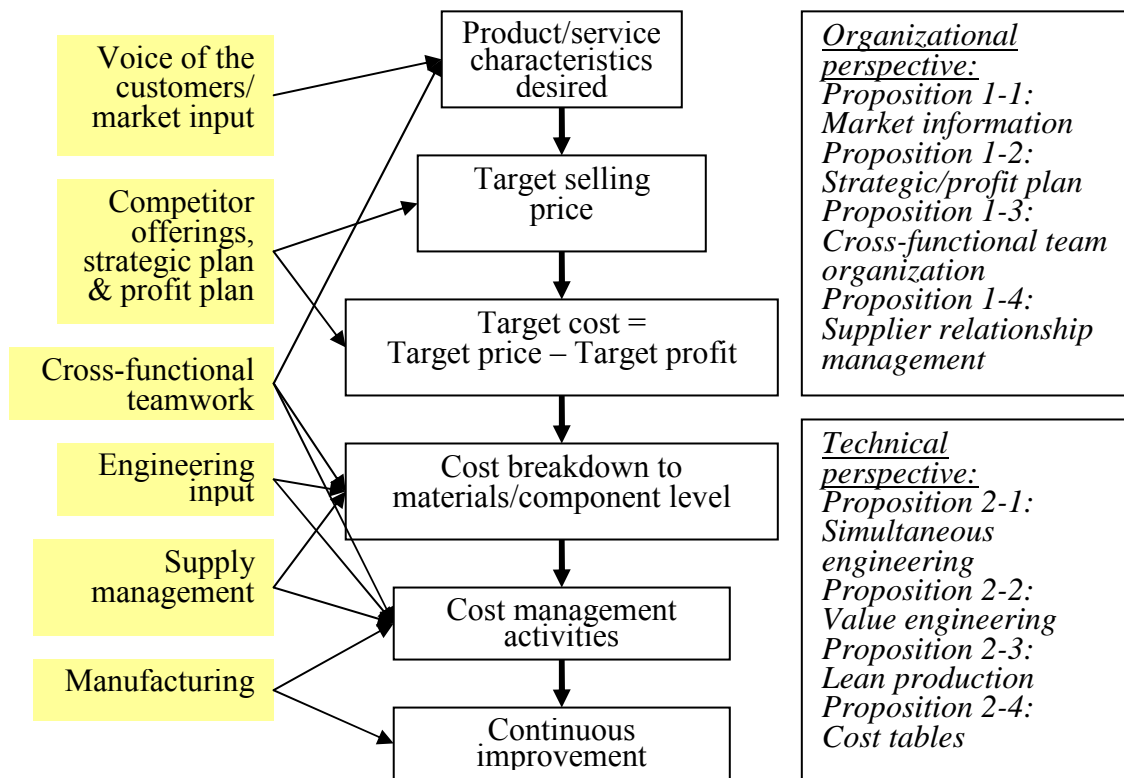 Voice of the
customers/
market input
Competitor
offerings,
strategic plan
& profit plan
Cross-functional
teamwork
Engineering
input
Supply
management
Manufacturing
Product/service
characteristics
desired
Target selling
price
Target cost =
Target price – Target profit
Cost breakdown to
materials/component level
Cost management
activities
Continuous
improvement
Organizational
perspective:
Proposition 1-1:
Market information
Proposition 1-2:
Strategic/profit plan
Proposition 1-3:
Cross-functional team
organization
Proposition 1-4:
Supplier relationship
management
Technical
perspective:
Proposition 2-1:
Simultaneous
engineering
Proposition 2-2:
Value engineering
Proposition 2-3:
Lean production
Proposition 2-4:
Cost tables